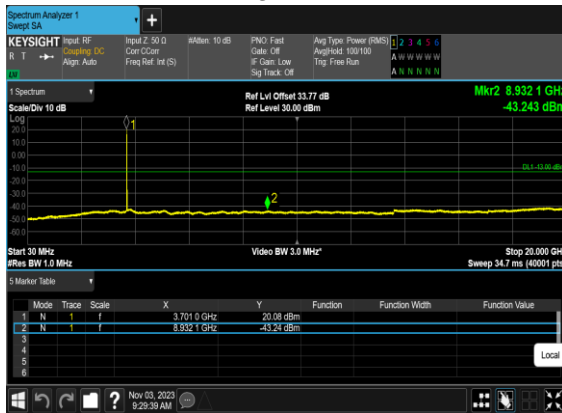 Spectrum Analyzer 1
Swept SA
+
KEYSIGHT Input: RF Input Z: 50 Ω #Atten: 10 dB PNO: Fast Avg Type: Power (RMS) 1 2 3 4 5 6
R T Coupling: DC Corr CCorr Gate: Off Avg|Hold: 100/100 A W W W W W
Align: Auto Freq Ref: Int (S) IF Gain: Low Trig: Free Run
Sig Track: Off A N N N N N
1 Spectrum
Ref Lvl Offset 33.77 dB Mkr2 8.932 1 GHz
Scale/Div 10 dB Ref Level 30.00 dBm -43.243 dBm
Log
20.0 1
10.0
0.00
-10.0 DL1 -13.00 dBm
-20.0
-30.0
-40.0 2
-50.0
-60.0
Start 30 MHz Video BW 3.0 MHz* Stop 20.000 GH
#Res BW 1.0 MHz Sweep 34.7 ms (40001 pts
5 Marker Table
Mode Trace Scale X Y Function Function Width Function Value
1 N 1 f 3.701 0 GHz 20.08 dBm
2 N 1 f 8.932 1 GHz -43.24 dBm
3
4
5
6
Local
? Nov 03, 2023
9:29:39 AM